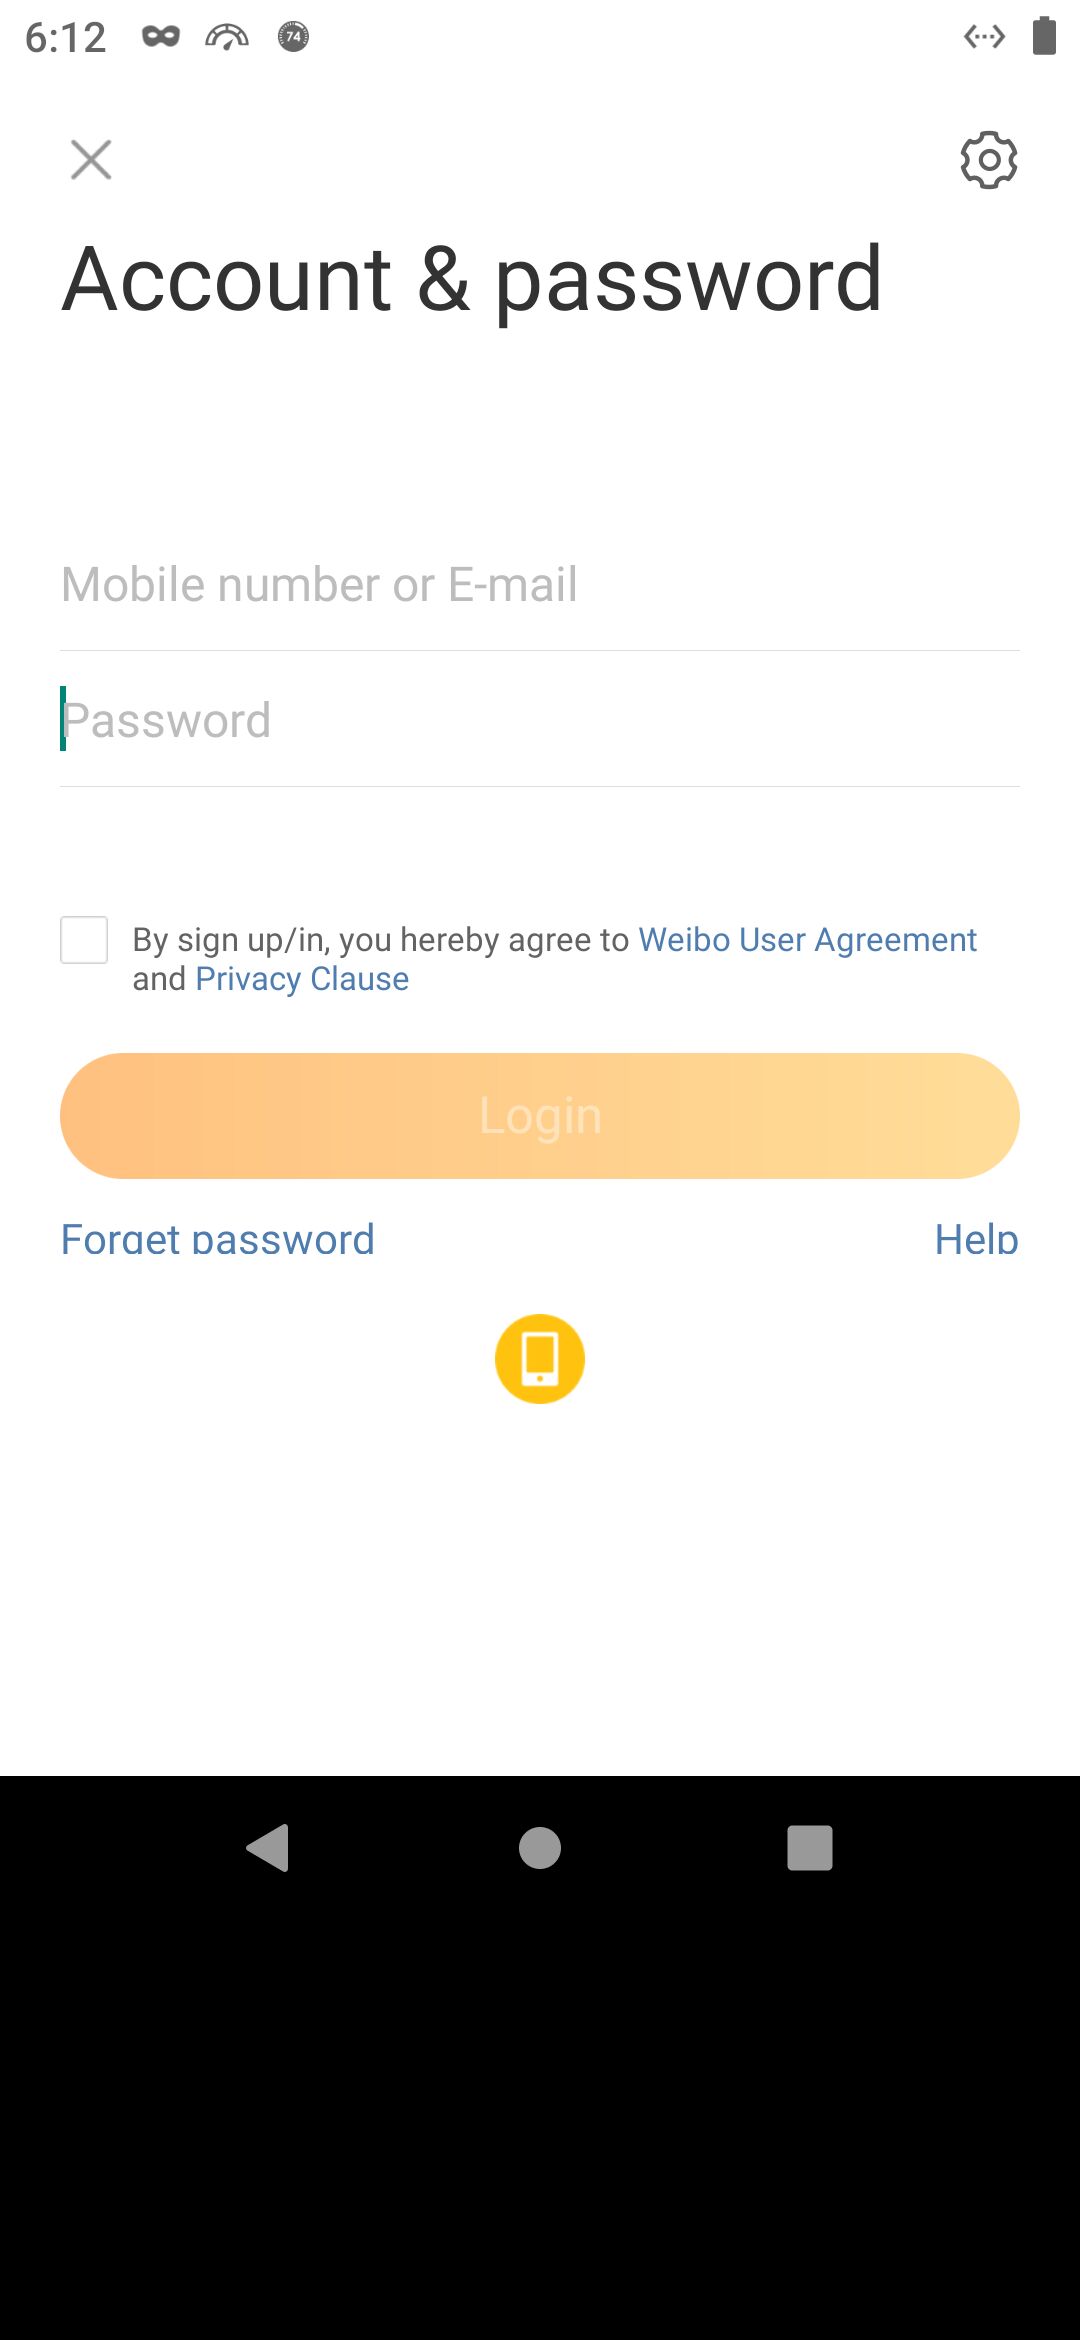 6:12
74
Account & password
Mobile number or E-mail
Password
By sign up/in, you hereby agree to Weibo User Agreement
and Privacy Clause
Login
Forget password
Help